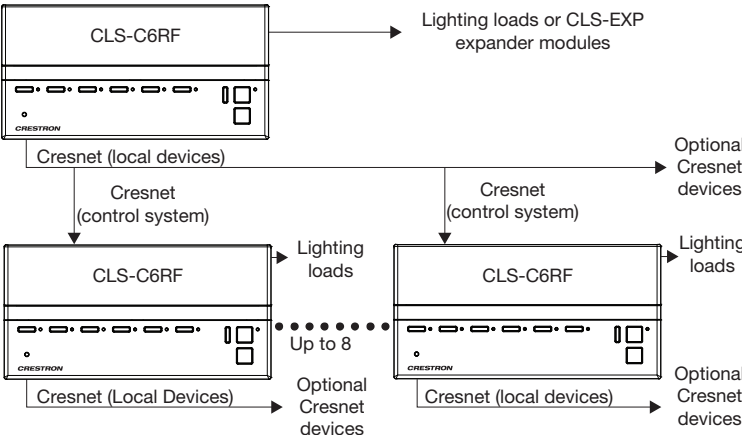 CLS-C6RF
Lighting loads or CLS-EXP
expander modules
CRESTRON
Cresnet (local devices)
Optional
Cresnet
devices
Cresnet
(control system)
Cresnet
(control system)
CLS-C6RF
Lighting
loads
CLS-C6RF
Lighting
loads
Up to 8
CRESTRON
CRESTRON
Cresnet (Local Devices)
Optional
Cresnet
devices
Cresnet (local devices)
Optional
Cresnet
devices